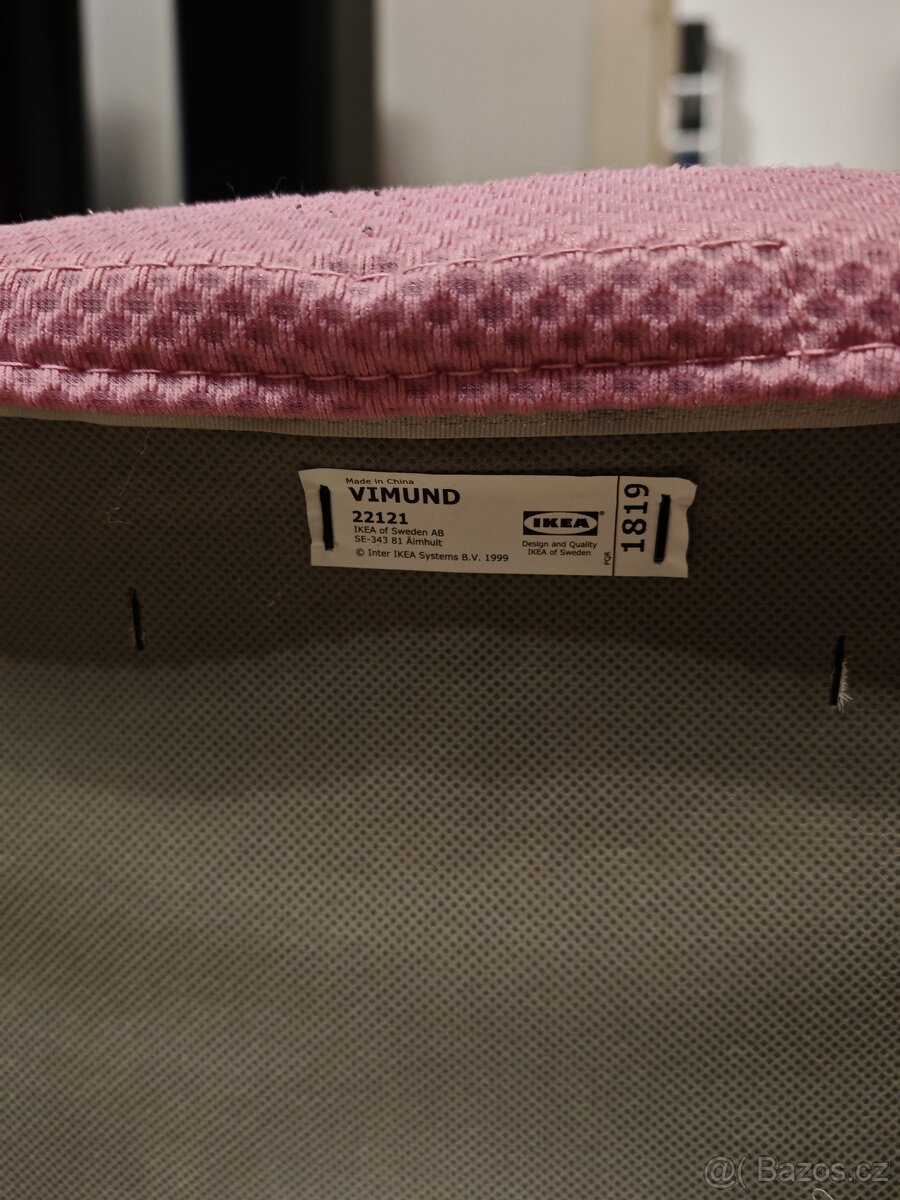 Made in China
VIMUND
22121
IKEA of Sweden AB
SE-343 81 Älmhult
© Inter IKEA Systems B.V. 1999
IKEA®
Design and Quality
IKEA of Sweden
PQR
1819
@( Bazos.cz